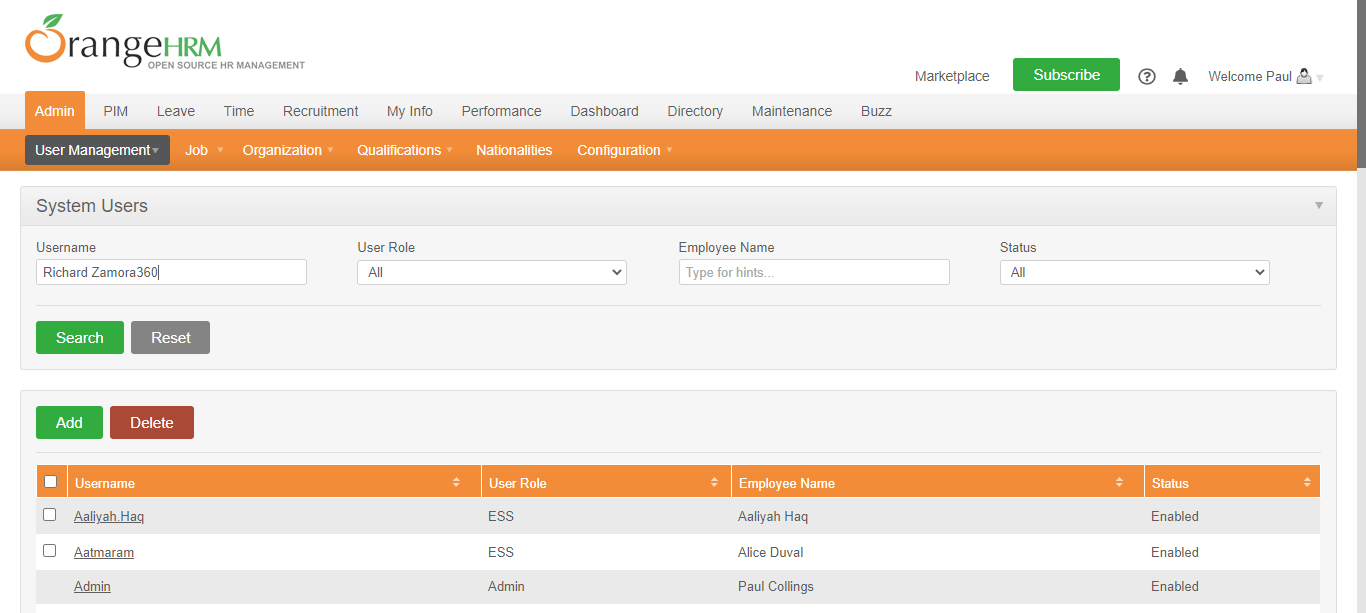 OrangeHRM
OPEN SOURCE HR MANAGEMENT
Marketplace Subscribe ? Welcome Paul
Admin PIM Leave Time Recruitment My Info Performance Dashboard Directory Maintenance Buzz
User Management Job Organization Qualifications Nationalities Configuration
System Users
Username User Role Employee Name Status
Richard Zamora360 All Type for hints... All
Search Reset
Add Delete
Username User Role Employee Name Status
Aaliyah.Haq ESS Aaliyah Haq Enabled
Aatmaram ESS Alice Duval Enabled
Admin Admin Paul Collings Enabled